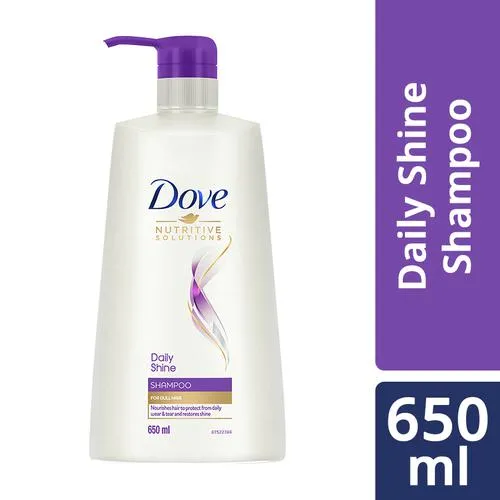 Dove
NUTRITIVE
SOLUTIONS
Daily
Shine
SHAMPOO
FOR DULL HAIR
Nourishes hair to protect from daily
wear & tear and restores shine
650 ml
67522366
Daily Shine
Shampoo
650
ml